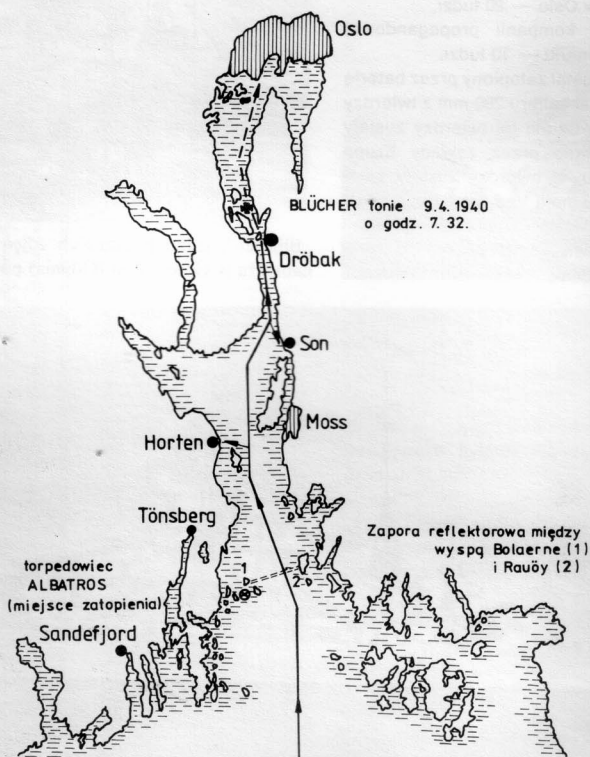 Oslo
BLÜCHER tonie 9.4.1940
o godz. 7. 32.
Dröbak
Son
Moss
Horten
Tönsberg
Zapora reflektorowa między
wyspą Bolaerne (1)
i Rauöy (2)
torpedowiec
ALBATROS
(miejsce zatopienia)
1
2
Sandefjord